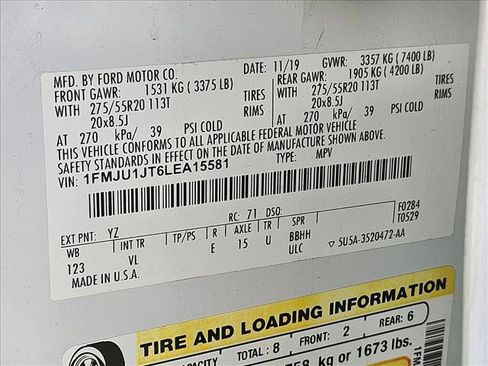 MFD. BY FORD MOTOR CO.
DATE: 11/19 GVWR: 3357 KG ( 7400 LB)
FRONT GAWR: 1531 KG ( 3375 LB)
REAR GAWR: 1905 KG ( 4200 LB)
WITH 275/55R20 113T TIRES
WITH 275/55R20 113T TIRES
20x8.5J RIMS
20x8.5J RIMS
AT 270 kPa/ 39 PSI COLD
AT 270 kPa/ 39 PSI COLD
THIS VEHICLE CONFORMS TO ALL APPLICABLE FEDERAL MOTOR VEHICLE
SAFETY STANDARDS IN EFFECT ON THE DATE OF MANUFACTURE SHOWN ABOVE.
VIN: 1FMJU1JT6LEA15581
TYPE: MPV
F0284
T0529
EXT PNT: YZ RC: 71 DSO:
WB INT TR TP/PS R AXLE TR SPR
123 VL E 15 U BBHH
ULC
5U5A-3520472-AA
MADE IN U.S.A.
TIRE AND LOADING INFORMATION
TOTAL : 8 FRONT: 2 REAR: 6
kg or 1673 lbs.